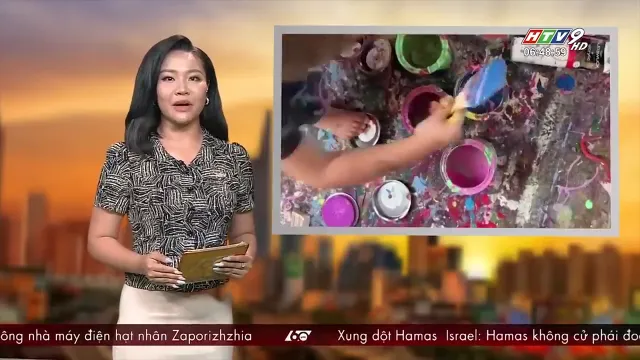 HTV9 HD
06:48:59
ông nhà máy điện hạt nhân Zaporizhzhia 60 Xung đột Hamas Israel: Hamas không cử phái đo